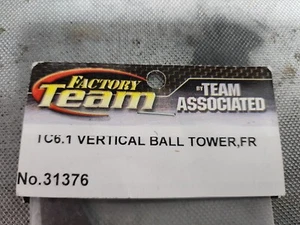 FACTORY
Team
BY TEAM
ASSOCIATED
TC6.1 VERTICAL BALL TOWER,FR
No.31376